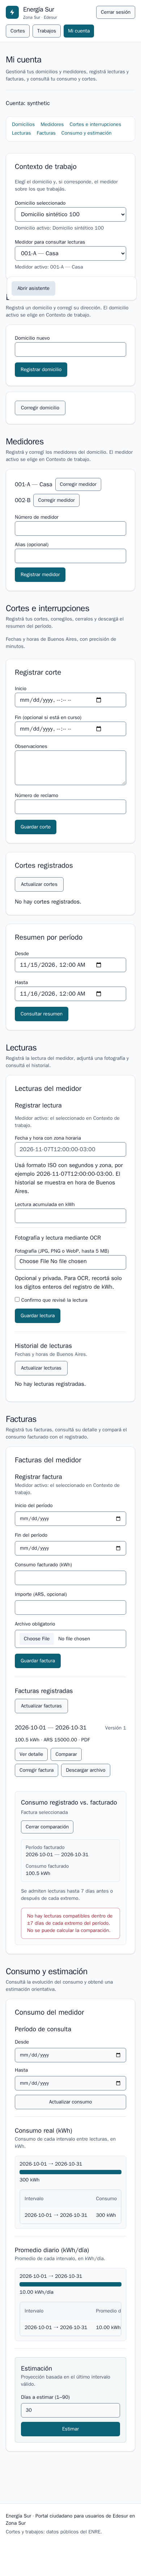 Energía Sur
Zona Sur · Edesur
Cerrar sesión
Cortes
Trabajos
Mi cuenta
Mi cuenta
Gestioná tus domicilios y medidores, registrá lecturas y
facturas, y consultá tu consumo y cortes.
Cuenta: synthetic
Domicilios
Medidores
Cortes e interrupciones
Lecturas
Facturas
Consumo y estimación
Contexto de trabajo
Elegí el domicilio y, si corresponde, el medidor
sobre los que trabajás.
Domicilio seleccionado
Domicilio sintético 100
Domicilio activo: Domicilio sintético 100
Medidor para consultar lecturas
001-A — Casa
Medidor activo: 001-A — Casa
Abrir asistente
Registrá un domicilio y corregí su dirección. El domicilio
activo se elige en Contexto de trabajo.
Domicilio nuevo
Registrar domicilio
Corregir domicilio
Medidores
Registrá y corregí los medidores del domicilio. El medidor
activo se elige en Contexto de trabajo.
001-A — Casa
Corregir medidor
002-B
Corregir medidor
Número de medidor
Alias (opcional)
Registrar medidor
Cortes e interrupciones
Registrá tus cortes, corregilos, cerralos y descargá el
resumen del período.
Fechas y horas de Buenos Aires, con precisión de
minutos.
Registrar corte
Inicio
mm/dd/yyyy, --:-- --
Fin (opcional si está en curso)
mm/dd/yyyy, --:-- --
Observaciones
Número de reclamo
Guardar corte
Cortes registrados
Actualizar cortes
No hay cortes registrados.
Resumen por período
Desde
11/15/2026, 12:00 AM
Hasta
11/16/2026, 12:00 AM
Consultar resumen
Lecturas
Registrá la lectura del medidor, adjuntá una fotografía y
consultá el historial.
Lecturas del medidor
Registrar lectura
Medidor activo: el seleccionado en Contexto de
trabajo.
Fecha y hora con zona horaria
2026-11-07T12:00:00-03:00
Usá formato ISO con segundos y zona, por
ejemplo 2026-11-07T12:00:00-03:00. El
historial se muestra en hora de Buenos
Aires.
Lectura acumulada en kWh
Fotografía y lectura mediante OCR
Fotografía (JPG, PNG o WebP, hasta 5 MB)
Choose File No file chosen
Opcional y privada. Para OCR, recortá solo
los dígitos enteros del registro de kWh.
Confirmo que revisé la lectura
Guardar lectura
Historial de lecturas
Fechas y horas de Buenos Aires.
Actualizar lecturas
No hay lecturas registradas.
Facturas
Registrá tus facturas, consultá su detalle y compará el
consumo facturado con el registrado.
Facturas del medidor
Registrar factura
Medidor activo: el seleccionado en Contexto de
trabajo.
Inicio del período
mm/dd/yyyy
Fin del período
mm/dd/yyyy
Consumo facturado (kWh)
Importe (ARS, opcional)
Archivo obligatorio
Choose File No file chosen
Guardar factura
Facturas registradas
Actualizar facturas
2026-10-01 — 2026-10-31
Versión 1
100.5 kWh · ARS 15000.00 · PDF
Ver detalle
Comparar
Corregir factura
Descargar archivo
Consumo registrado vs. facturado
Factura seleccionada
Cerrar comparación
Período facturado
2026-10-01 — 2026-10-31
Consumo facturado
100.5 kWh
Se admiten lecturas hasta 7 días antes o
después de cada extremo.
No hay lecturas compatibles dentro de
±7 días de cada extremo del período.
No se puede calcular la comparación.
Consumo y estimación
Consultá la evolución del consumo y obtené una
estimación orientativa.
Consumo del medidor
Período de consulta
Desde
mm/dd/yyyy
Hasta
mm/dd/yyyy
Actualizar consumo
Consumo real (kWh)
Consumo de cada intervalo entre lecturas, en
kWh.
2026-10-01 → 2026-10-31
300 kWh
Intervalo
Consumo
2026-10-01 → 2026-10-31
300 kWh
Promedio diario (kWh/día)
Promedio de cada intervalo, en kWh/día.
2026-10-01 → 2026-10-31
10.00 kWh/día
Intervalo
Promedio d
2026-10-01 → 2026-10-31
10.00 kWh
Estimación
Proyección basada en el último intervalo
válido.
Días a estimar (1–90)
30
Estimar
Energía Sur · Portal ciudadano para usuarios de Edesur en
Zona Sur
Cortes y trabajos: datos públicos del ENRE.